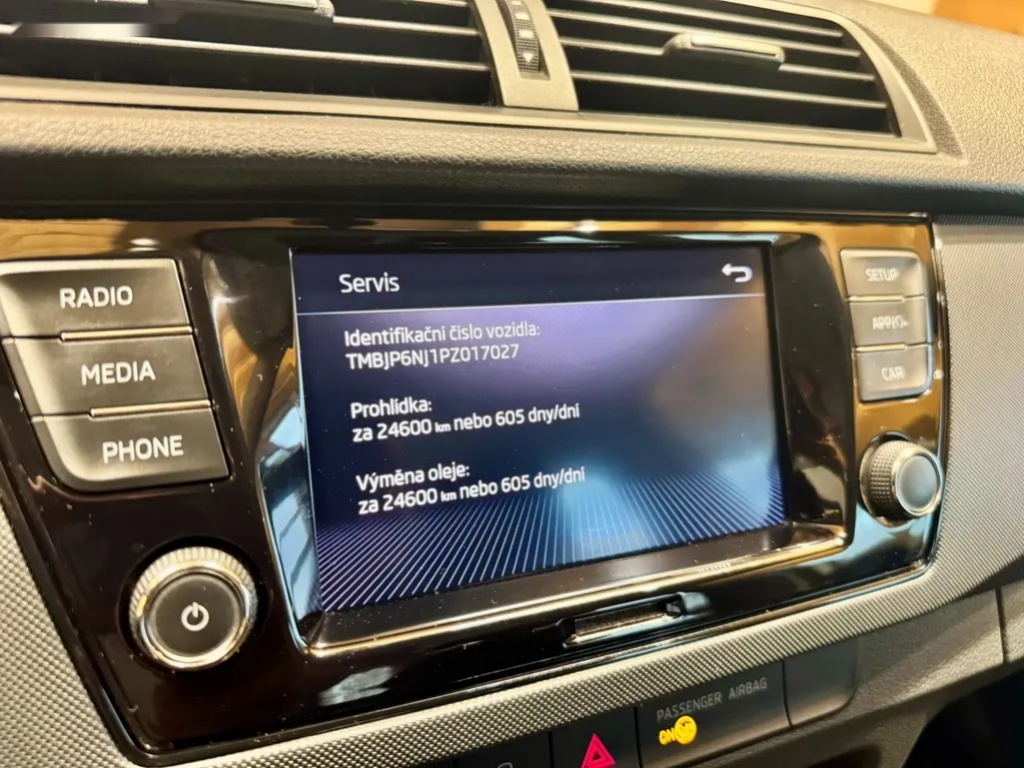 Servis
Identifikační číslo vozidla:
TMBJP6NJ1PZ017027
Prohlídka:
za 24600 km nebo 605 dny/dní
Výměna oleje:
za 24600 km nebo 605 dny/dní
RADIO
MEDIA
PHONE
SETUP
CAR
PASSENGER AIRBAG
ON